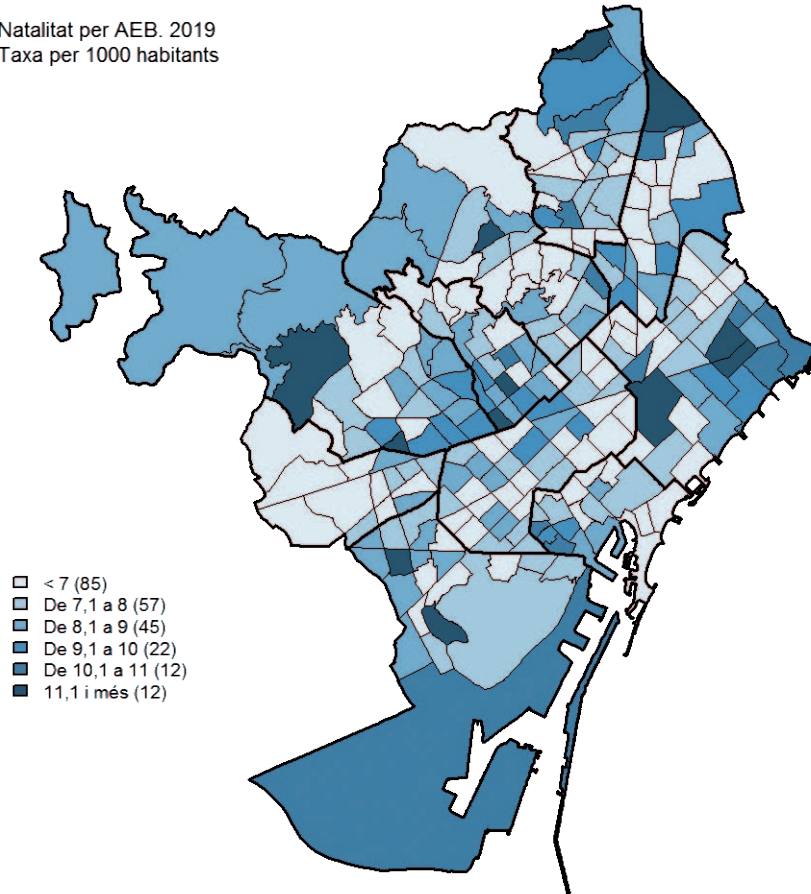 Natalitat per AEB. 2019
Taxa per 1000 habitants
< 7 (85)
De 7,1 a 8 (57)
De 8,1 a 9 (45)
De 9,1 a 10 (22)
De 10,1 a 11 (12)
11,1 i més (12)